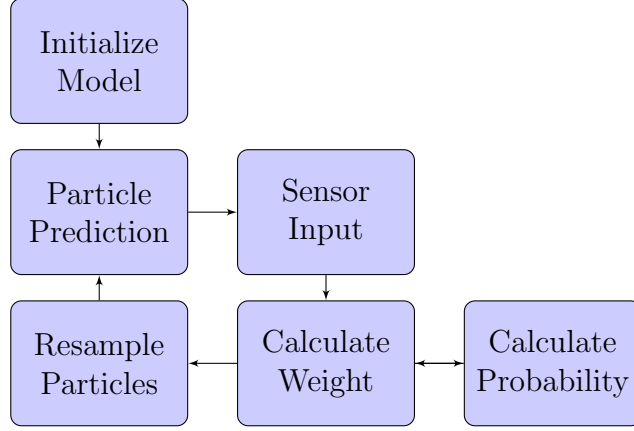 Initialize
Model
Particle
Prediction
Sensor
Input
Resample
Particles
Calculate
Weight
Calculate
Probability